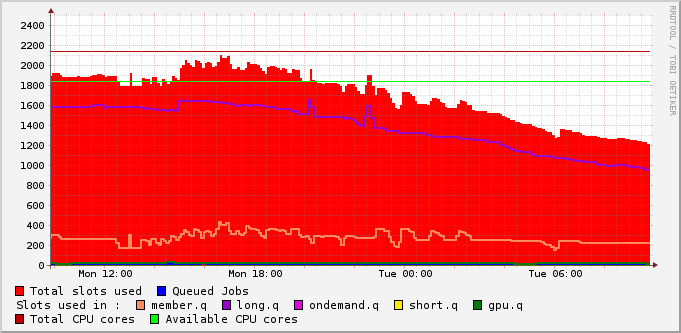 RRDTOOL / TOBI OETIKER
2400
2200
2000
1800
1600
1400
1200
1000
800
600
400
200
0
Mon 12:00 Mon 18:00 Tue 00:00 Tue 06:00
Total slots used Queued Jobs
Slots used in : member.q long.q ondemand.q short.q gpu.q
Total CPU cores Available CPU cores